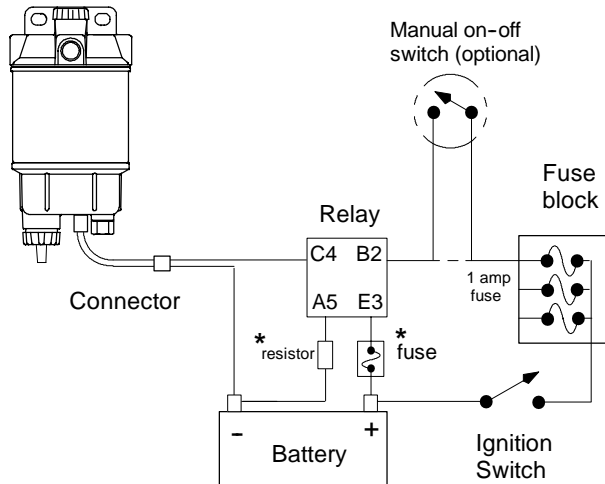 Manual on-off
switch (optional)
Fuse
block
Relay
C4 B2
A5 E3
1 amp
fuse
Connector
*resistor
*fuse
- +
Battery
Ignition
Switch